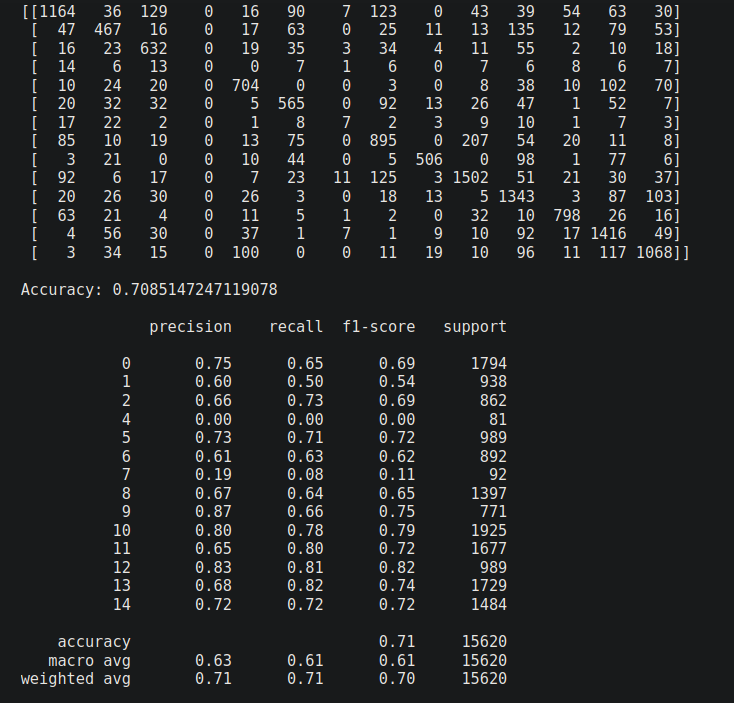 [[1164 36 129 0 16 90 7 123 0 43 39 54 63 30]
[ 47 467 16 0 17 63 0 25 11 13 135 12 79 53]
[ 16 23 632 0 19 35 3 34 4 11 55 2 10 18]
[ 14 6 13 0 0 7 1 6 0 7 6 8 6 7]
[ 10 24 20 0 704 0 0 3 0 8 38 10 102 70]
[ 20 32 32 0 5 565 0 92 13 26 47 1 52 7]
[ 17 22 2 0 1 8 7 2 3 9 10 1 7 3]
[ 85 10 19 0 13 75 0 895 0 207 54 20 11 8]
[ 3 21 0 0 10 44 0 5 506 0 98 1 77 6]
[ 92 6 17 0 7 23 11 125 3 1502 51 21 30 37]
[ 20 26 30 0 26 3 0 18 13 5 1343 3 87 103]
[ 63 21 4 0 11 5 1 2 0 32 10 798 26 16]
[ 4 56 30 0 37 1 7 1 9 10 92 17 1416 49]
[ 3 34 15 0 100 0 0 11 19 10 96 11 117 1068]]
Accuracy: 0.7085147247119078
precision recall f1-score support
0 0.75 0.65 0.69 1794
1 0.60 0.50 0.54 938
2 0.66 0.73 0.69 862
4 0.00 0.00 0.00 81
5 0.73 0.71 0.72 989
6 0.61 0.63 0.62 892
7 0.19 0.08 0.11 92
8 0.67 0.64 0.65 1397
9 0.87 0.66 0.75 771
10 0.80 0.78 0.79 1925
11 0.65 0.80 0.72 1677
12 0.83 0.81 0.82 989
13 0.68 0.82 0.74 1729
14 0.72 0.72 0.72 1484
accuracy 0.71 15620
macro avg 0.63 0.61 0.61 15620
weighted avg 0.71 0.71 0.70 15620